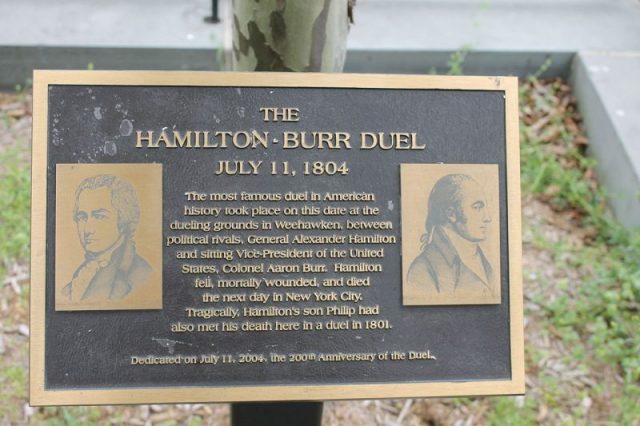 THE
HAMILTON-BURR DUEL
JULY 11, 1804
The most famous duel in American
history took place on this date at the
dueling grounds in Weehawken, between
political rivals, General Alexander Hamilton
and sitting Vice-President of the United
States, Colonel Aaron Burr. Hamilton
fell, mortally wounded, and died
the next day in New York City.
Tragically, Hamilton's son Philip had
also met his death here in a duel in 1801.
Dedicated on July 11, 2004, the 200th Anniversary of the Duel.